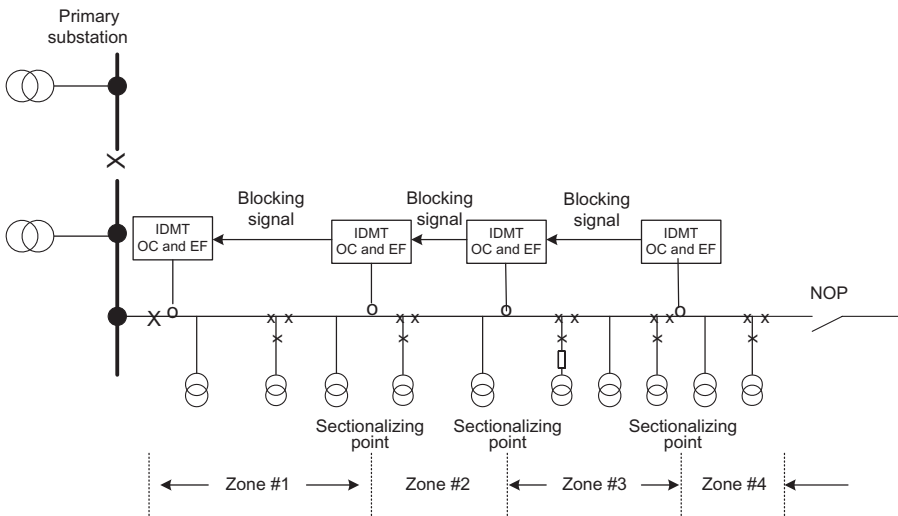 Primary
substation
X
Blocking
signal
Blocking
signal
Blocking
signal
IDMT
OC and EF
IDMT
OC and EF
IDMT
OC and EF
IDMT
OC and EF
NOP
Sectionalizing
point
Sectionalizing
point
Sectionalizing
point
Zone #1
Zone #2
Zone #3
Zone #4